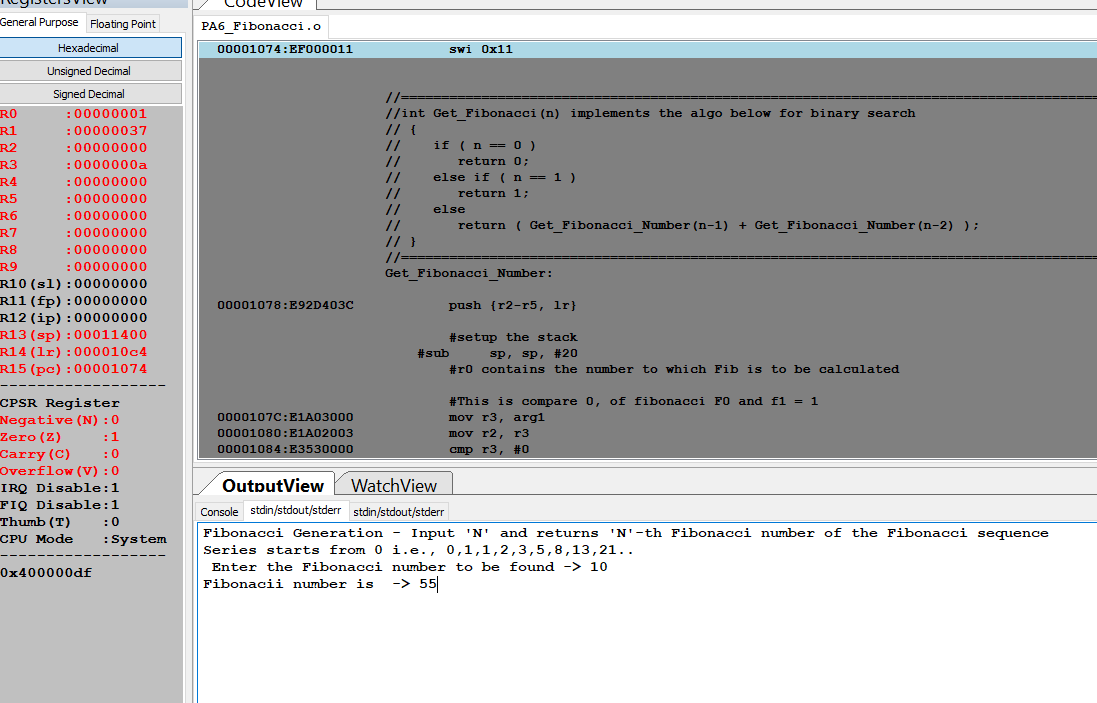 RegistersView
General Purpose Floating Point
Hexadecimal
Unsigned Decimal
Signed Decimal
R0 :00000001
R1 :00000037
R2 :00000000
R3 :0000000a
R4 :00000000
R5 :00000000
R6 :00000000
R7 :00000000
R8 :00000000
R9 :00000000
R10(sl):00000000
R11(fp):00000000
R12(ip):00000000
R13(sp):00011400
R14(lr):000010c4
R15(pc):00001074
-------------------
CPSR Register
Negative(N):0
Zero(Z) :1
Carry(C) :0
Overflow(V):0
IRQ Disable:1
FIQ Disable:1
Thumb(T) :0
CPU Mode :System
-------------------
0x400000df
CodeView
PA6_Fibonacci.o
00001074:EF000011 swi 0x11
//==========================================================================================
//int Get_Fibonacci(n) implements the algo below for binary search
// {
// if ( n == 0 )
// return 0;
// else if ( n == 1 )
// return 1;
// else
// return ( Get_Fibonacci_Number(n-1) + Get_Fibonacci_Number(n-2) );
// }
//==========================================================================================
Get_Fibonacci_Number:
00001078:E92D403C push {r2-r5, lr}
#setup the stack
#sub sp, sp, #20
#r0 contains the number to which Fib is to be calculated
#This is compare 0, of fibonacci F0 and f1 = 1
0000107C:E1A03000 mov r3, arg1
00001080:E1A02003 mov r2, r3
00001084:E3530000 cmp r3, #0
OutputView WatchView
Console stdin/stdout/stderr stdin/stdout/stderr
Fibonacci Generation - Input 'N' and returns 'N'-th Fibonacci number of the Fibonacci sequence
Series starts from 0 i.e., 0,1,1,2,3,5,8,13,21..
Enter the Fibonacci number to be found -> 10
Fibonacii number is -> 55